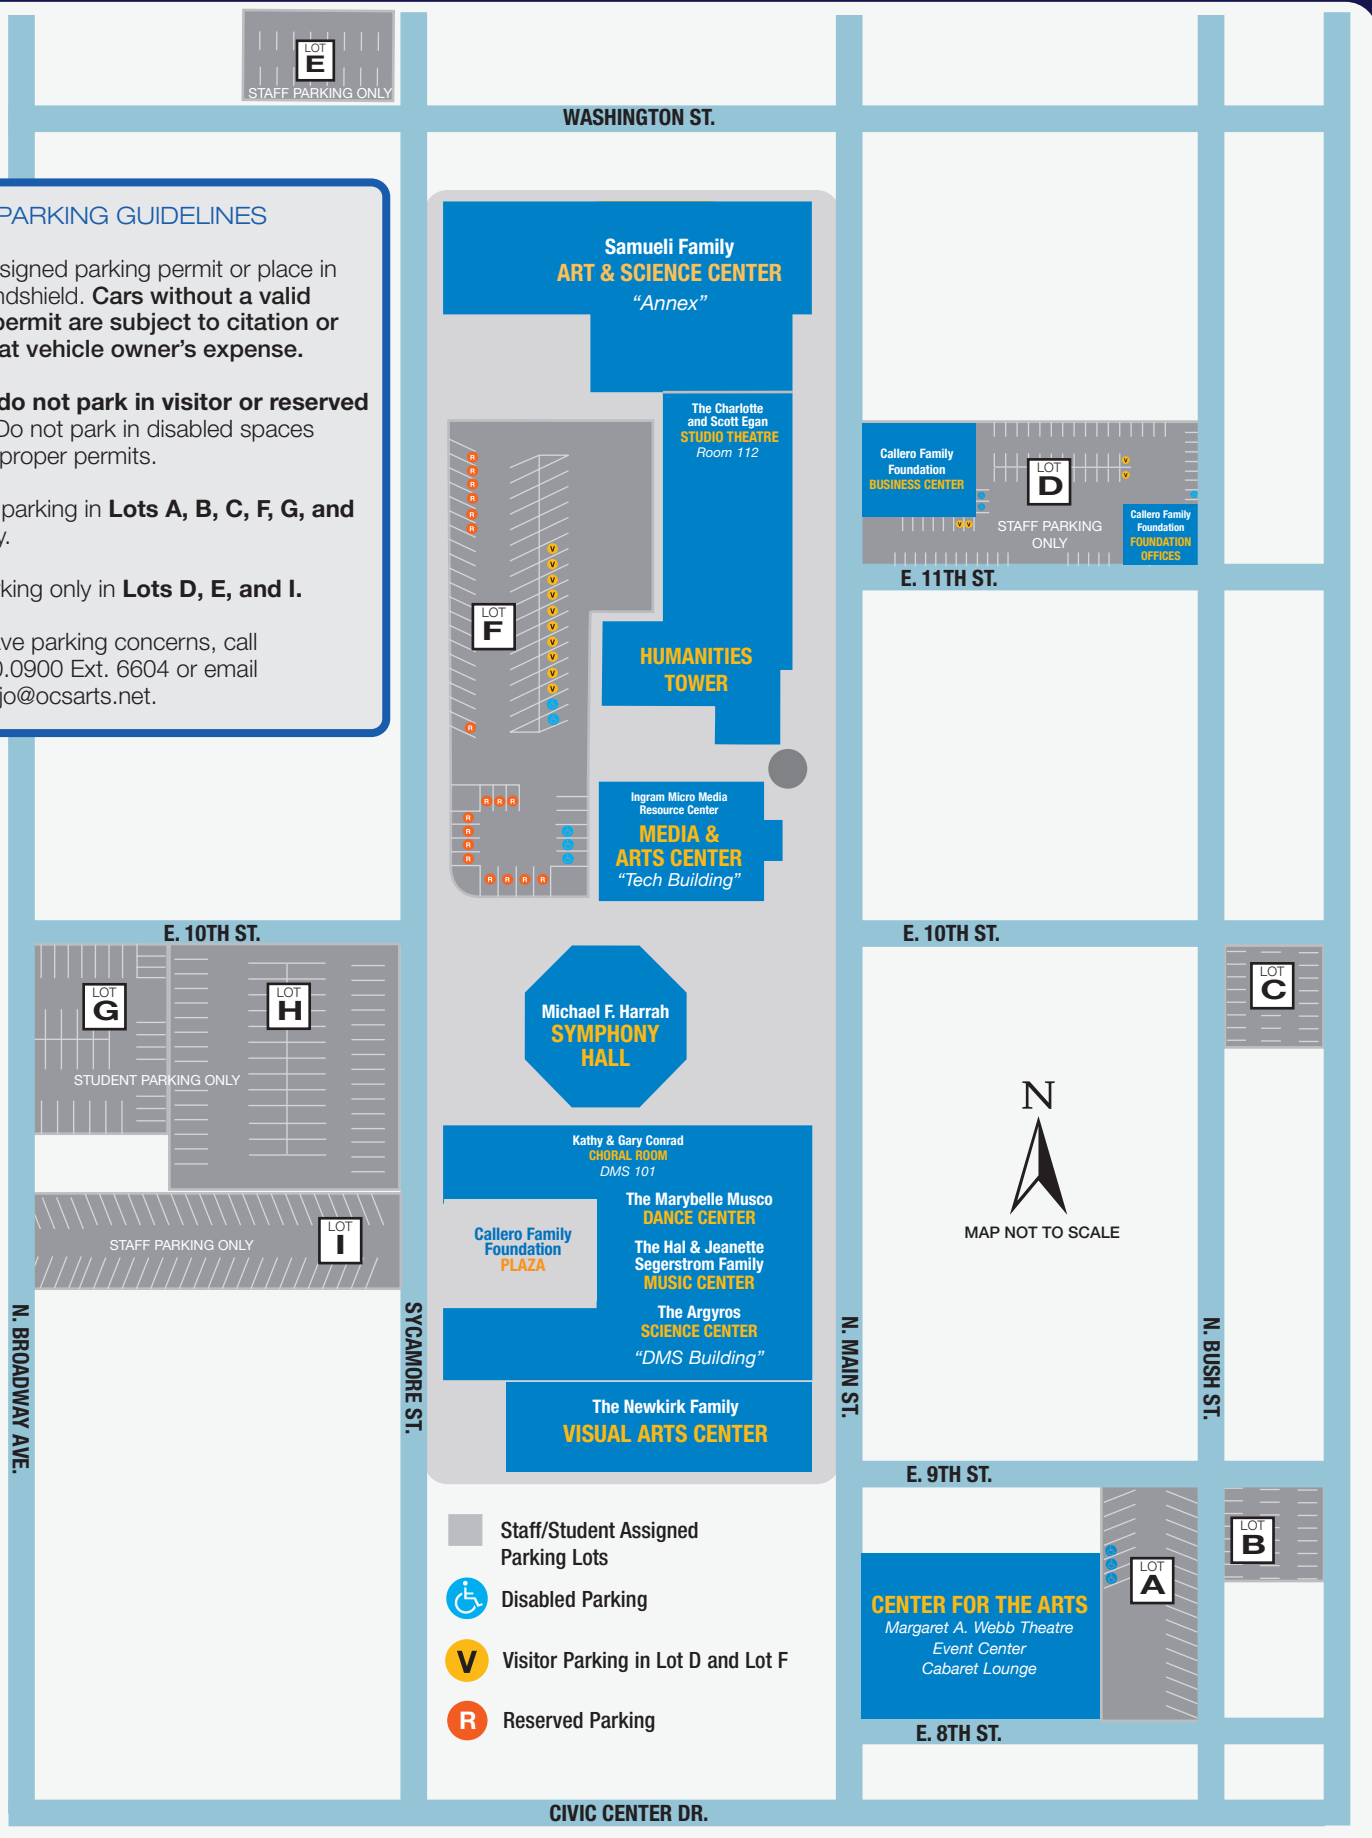 LOT
E
STAFF PARKING ONLY
WASHINGTON ST.
PARKING GUIDELINES
signed parking permit or place in
ndshield. Cars without a valid
permit are subject to citation or
at vehicle owner's expense.
do not park in visitor or reserved
Do not park in disabled spaces
proper permits.
parking in Lots A, B, C, F, G, and
y.
king only in Lots D, E, and I.
ve parking concerns, call
0.0900 Ext. 6604 or email
jo@ocsarts.net.
Samueli Family
ART & SCIENCE CENTER
"Annex"
The Charlotte
and Scott Egan
STUDIO THEATRE
Room 112
HUMANITIES
TOWER
LOT
F
Ingram Micro Media
Resource Center
MEDIA &
ARTS CENTER
"Tech Building"
Callero Family
Foundation
BUSINESS CENTER
LOT
D
STAFF PARKING
ONLY
Callero Family
Foundation
FOUNDATION
OFFICES
E. 11TH ST.
E. 10TH ST.
E. 10TH ST.
LOT
G
LOT
H
STUDENT PARKING ONLY
LOT
C
Michael F. Harrah
SYMPHONY
HALL
N
MAP NOT TO SCALE
Kathy & Gary Conrad
CHORAL ROOM
DMS 101
The Marybelle Musco
DANCE CENTER
The Hal & Jeanette
Segerstrom Family
MUSIC CENTER
The Argyros
SCIENCE CENTER
"DMS Building"
Callero Family
Foundation
PLAZA
STAFF PARKING ONLY
LOT
I
N. BROADWAY AVE.
SYCAMORE ST.
N. MAIN ST.
N. BUSH ST.
The Newkirk Family
VISUAL ARTS CENTER
E. 9TH ST.
LOT
B
LOT
A
CENTER FOR THE ARTS
Margaret A. Webb Theatre
Event Center
Cabaret Lounge
E. 8TH ST.
Staff/Student Assigned
Parking Lots
Disabled Parking
V
Visitor Parking in Lot D and Lot F
R
Reserved Parking
CIVIC CENTER DR.